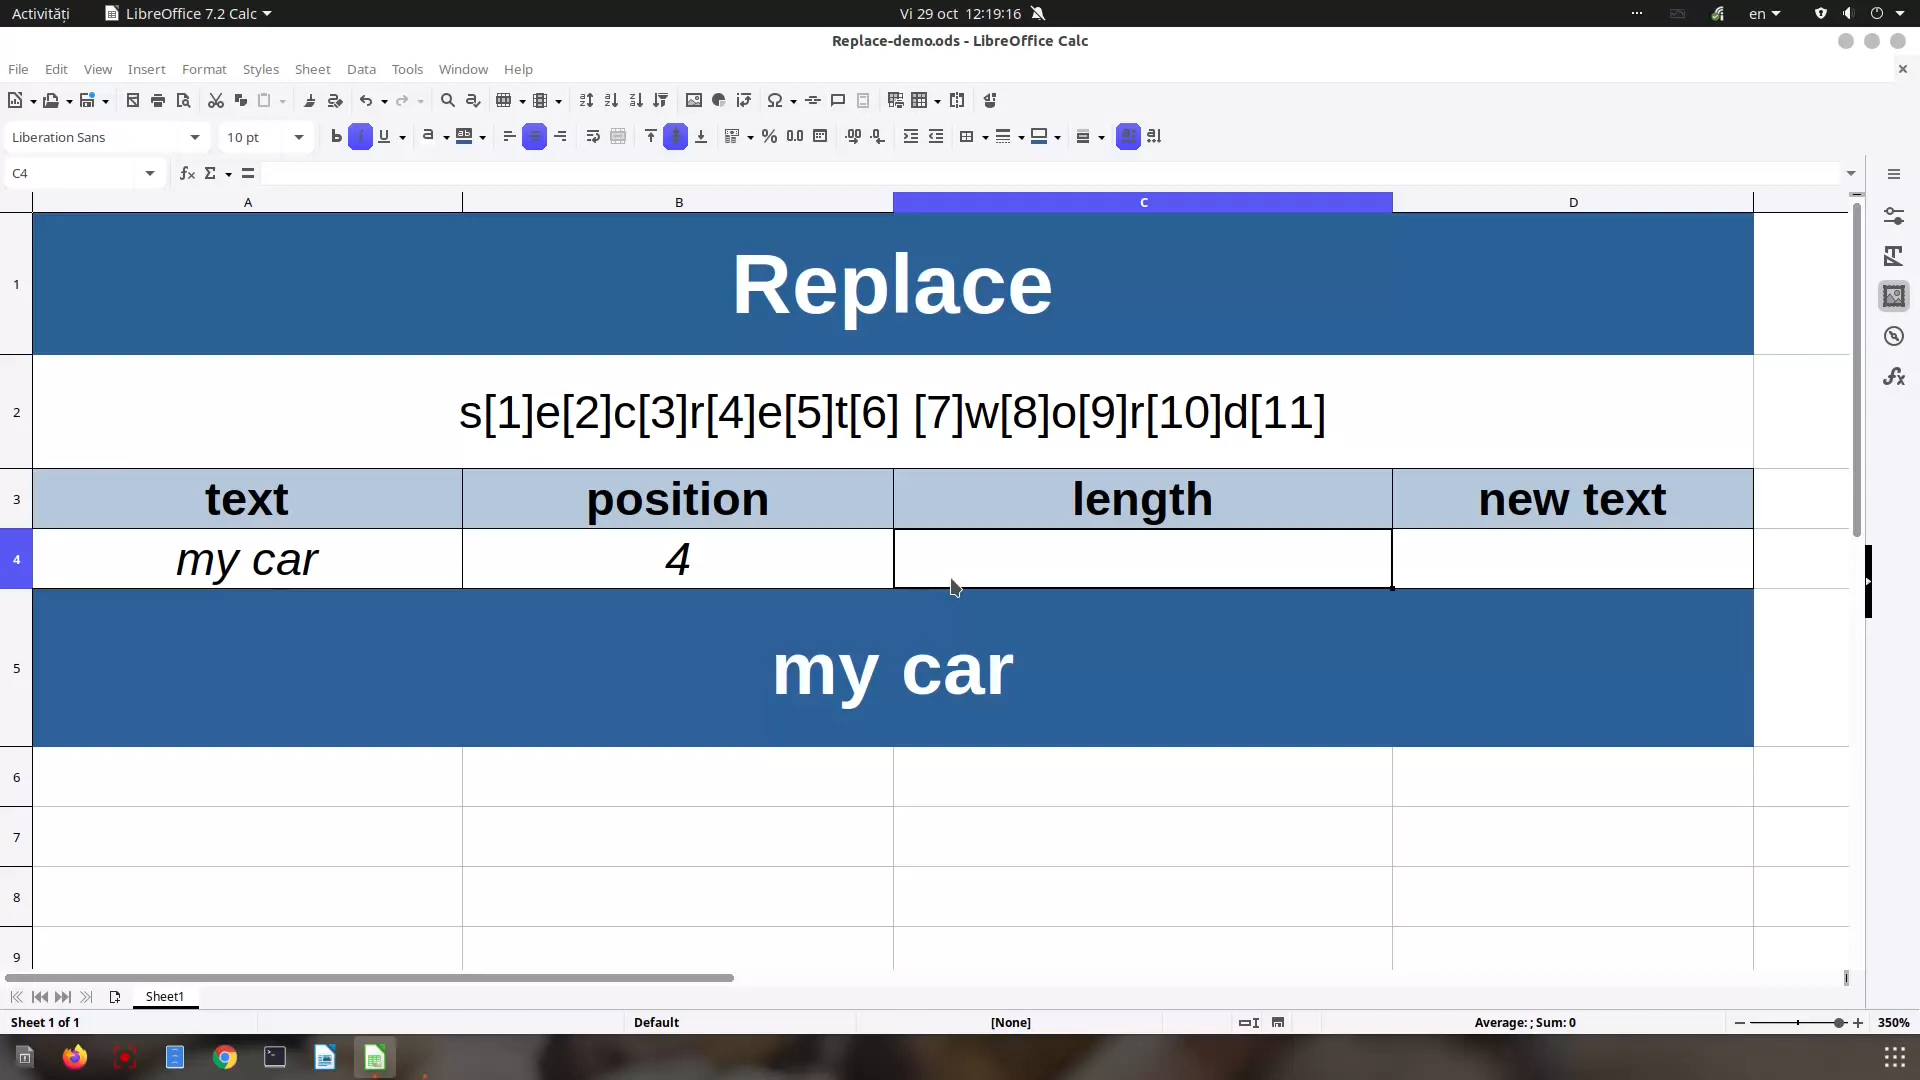 Activități LibreOffice 7.2 Calc Vi 29 oct 12:19:16 en
Replace-demo.ods - LibreOffice Calc
File Edit View Insert Format Styles Sheet Data Tools Window Help
Liberation Sans 10 pt
C4
A B C D
1 Replace
2 s[1]e[2]c[3]r[4]e[5]t[6] [7]w[8]o[9]r[10]d[11]
3 text position length new text
4 my car 4
5 my car
6
7
8
9
Sheet1
Sheet 1 of 1 Default [None] Average: ; Sum: 0 350%